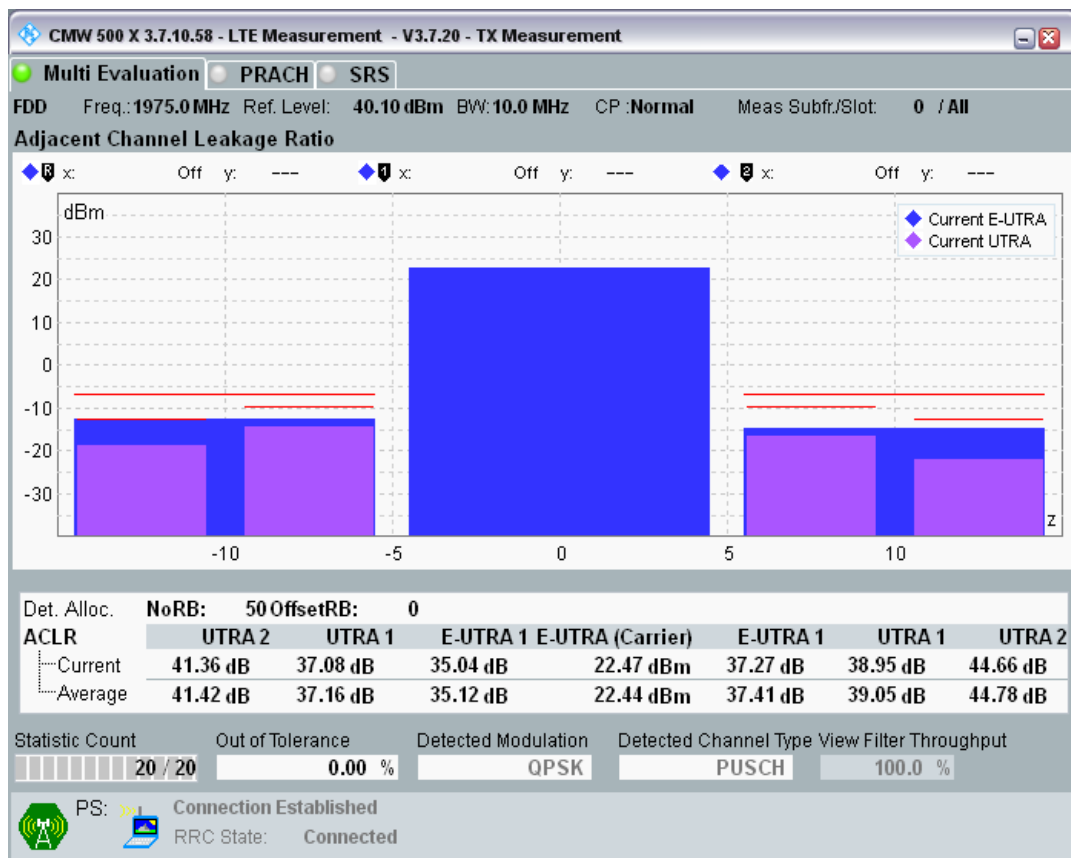 CMW 500 X 3.7.10.58 - LTE Measurement - V3.7.20 - TX Measurement
Multi Evaluation PRACH SRS
FDD Freq.:1975.0 MHz Ref. Level: 40.10 dBm BW: 10.0 MHz CP :Normal Meas Subfr./Slot: 0 / All
Adjacent Channel Leakage Ratio
R x: Off y: --- 1 x: Off y: --- 2 x: Off y: ---
dBm
Current E-UTRA
Current UTRA
30
20
10
0
-10
-20
-30
z
-10 -5 0 5 10
Det. Alloc. NoRB: 50 OffsetRB: 0
ACLR UTRA 2 UTRA 1 E-UTRA 1 E-UTRA (Carrier) E-UTRA 1 UTRA 1 UTRA 2
Current 41.36 dB 37.08 dB 35.04 dB 22.47 dBm 37.27 dB 38.95 dB 44.66 dB
Average 41.42 dB 37.16 dB 35.12 dB 22.44 dBm 37.41 dB 39.05 dB 44.78 dB
Statistic Count Out of Tolerance Detected Modulation Detected Channel Type View Filter Throughput
20 / 20 0.00 % QPSK PUSCH 100.0 %
PS: Connection Established
RRC State: Connected